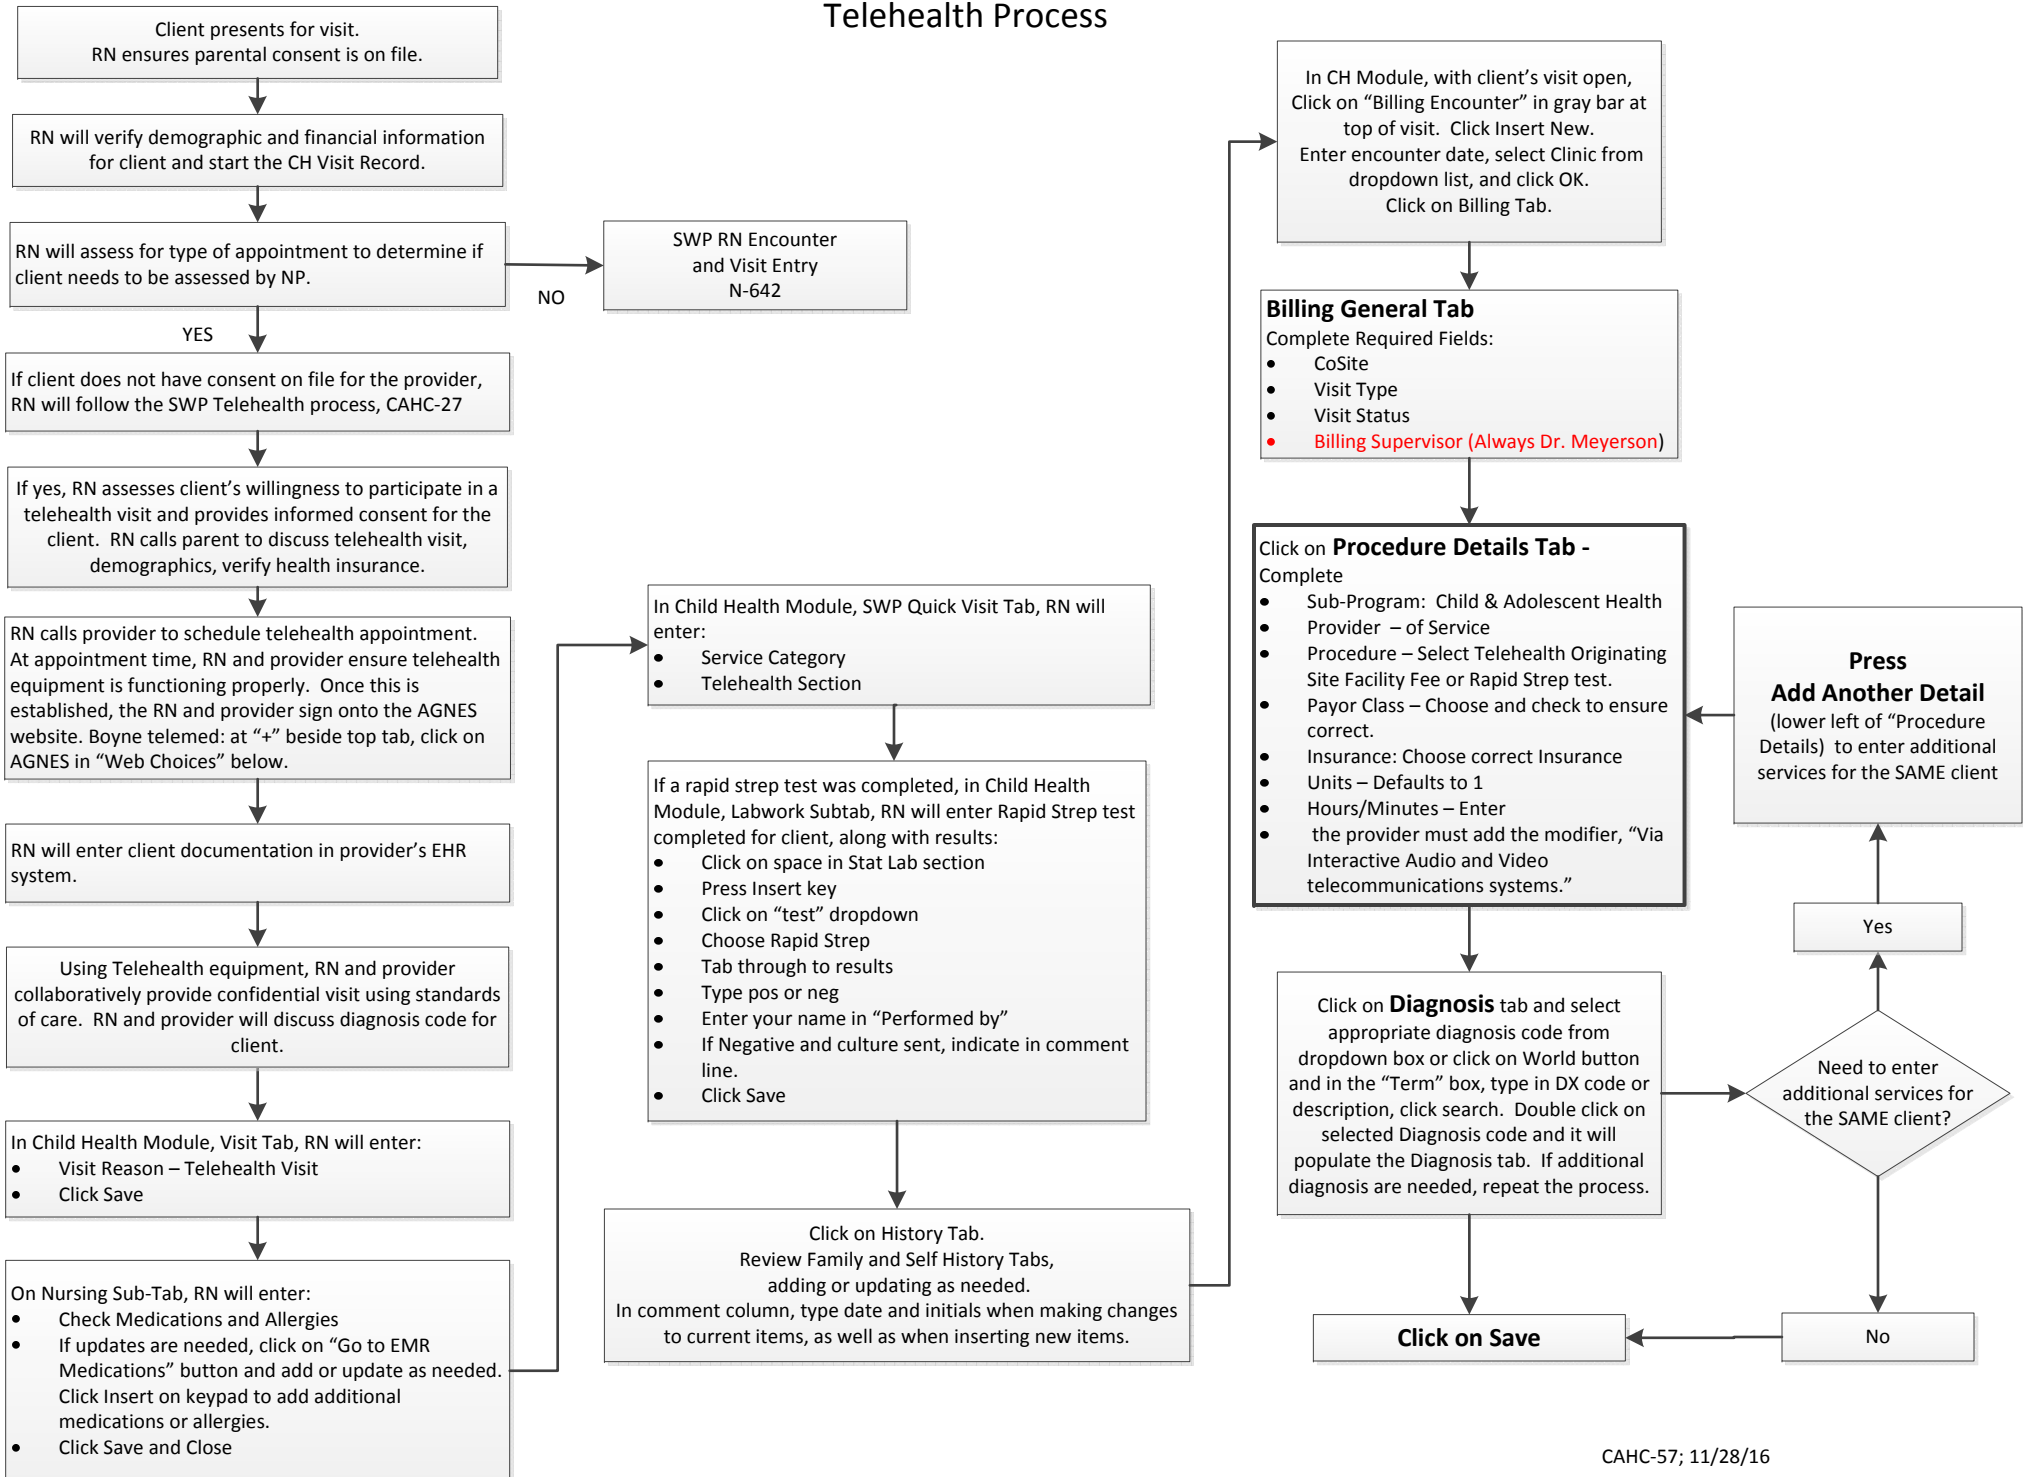 Telehealth Process
Client presents for visit.
RN ensures parental consent is on file.
RN will verify demographic and financial information
for client and start the CH Visit Record.
RN will assess for type of appointment to determine if
client needs to be assessed by NP.
NO
SWP RN Encounter
and Visit Entry
N-642
YES
If client does not have consent on file for the provider,
RN will follow the SWP Telehealth process, CAHC-27
If yes, RN assesses client’s willingness to participate in a
telehealth visit and provides informed consent for the
client.  RN calls parent to discuss telehealth visit,
demographics, verify health insurance.
RN calls provider to schedule telehealth appointment.
At appointment time, RN and provider ensure telehealth
equipment is functioning properly.  Once this is
established, the RN and provider sign onto the AGNES
website. Boyne telemed: at “+” beside top tab, click on
AGNES in “Web Choices” below.
RN will enter client documentation in provider’s EHR
system.
Using Telehealth equipment, RN and provider
collaboratively provide confidential visit using standards
of care.  RN and provider will discuss diagnosis code for
client.
In Child Health Module, Visit Tab, RN will enter:
• Visit Reason – Telehealth Visit
• Click Save
On Nursing Sub-Tab, RN will enter:
• Check Medications and Allergies
• If updates are needed, click on “Go to EMR
Medications” button and add or update as needed.
Click Insert on keypad to add additional
medications or allergies.
• Click Save and Close
In Child Health Module, SWP Quick Visit Tab, RN will
enter:
• Service Category
• Telehealth Section
If a rapid strep test was completed, in Child Health
Module, Labwork Subtab, RN will enter Rapid Strep test
completed for client, along with results:
• Click on space in Stat Lab section
• Press Insert key
• Click on “test” dropdown
• Choose Rapid Strep
• Tab through to results
• Type pos or neg
• Enter your name in “Performed by”
• If Negative and culture sent, indicate in comment
line.
• Click Save
Click on History Tab.
Review Family and Self History Tabs,
adding or updating as needed.
In comment column, type date and initials when making changes
to current items, as well as when inserting new items.
In CH Module, with client’s visit open,
Click on “Billing Encounter” in gray bar at
top of visit.  Click Insert New.
Enter encounter date, select Clinic from
dropdown list, and click OK.
Click on Billing Tab.
Billing General Tab
Complete Required Fields:
• CoSite
• Visit Type
• Visit Status
• Billing Supervisor (Always Dr. Meyerson)
Click on Procedure Details Tab -
Complete
• Sub-Program:  Child & Adolescent Health
• Provider – of Service
• Procedure – Select Telehealth Originating
Site Facility Fee or Rapid Strep test.
• Payor Class – Choose and check to ensure
correct.
• Insurance: Choose correct Insurance
• Units – Defaults to 1
• Hours/Minutes – Enter
• the provider must add the modifier, “Via
Interactive Audio and Video
telecommunications systems.”
Click on Diagnosis tab and select
appropriate diagnosis code from
dropdown box or click on World button
and in the “Term” box, type in DX code or
description, click search.  Double click on
selected Diagnosis code and it will
populate the Diagnosis tab.  If additional
diagnosis are needed, repeat the process.
Need to enter
additional services for
the SAME client?
Yes
Press
Add Another Detail
(lower left of “Procedure
Details)  to enter additional
services for the SAME client
No
Click on Save
CAHC-57; 11/28/16